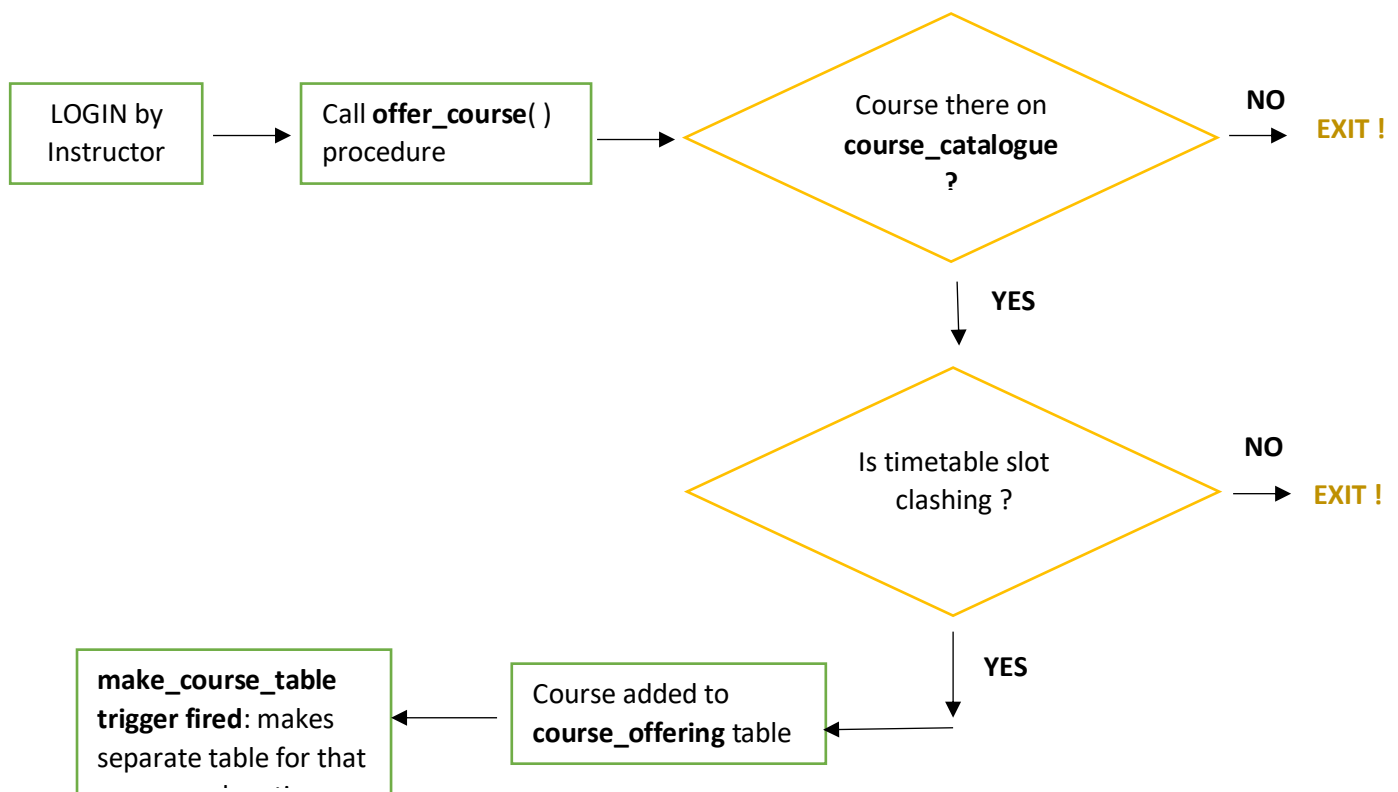 LOGIN by
Instructor
Call offer_course( )
procedure
Course there on
course_catalogue
?
NO
EXIT !
YES
Is timetable slot
clashing ?
NO
EXIT !
YES
Course added to
course_offering table
make_course_table
trigger fired: makes
separate table for that